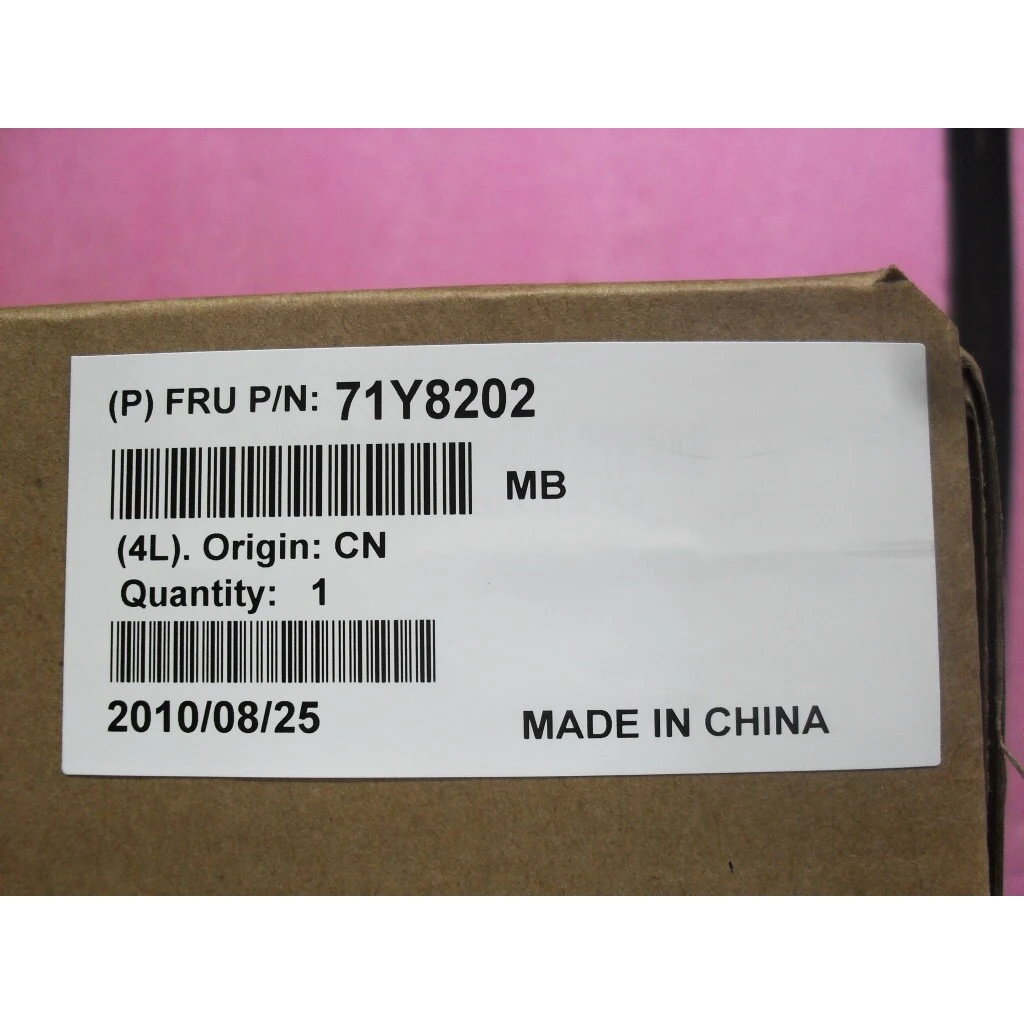 (P) FRU P/N: 71Y8202
MB
(4L). Origin: CN
Quantity: 1
2010/08/25
MADE IN CHINA